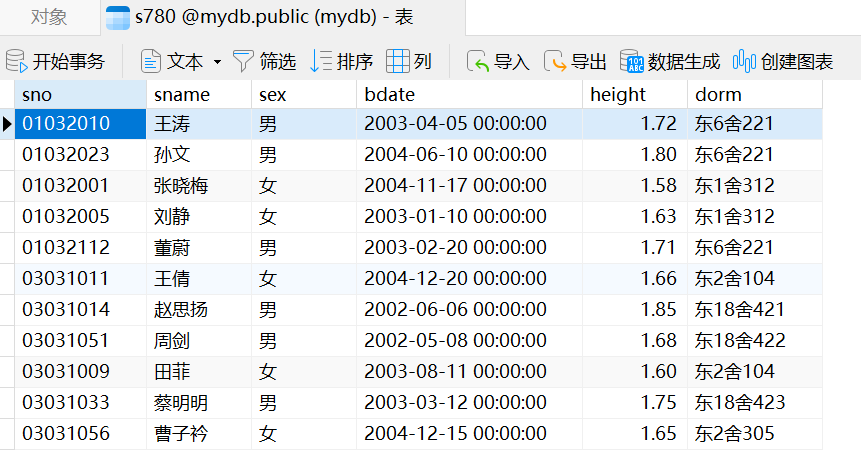 对象 s780 @mydb.public (mydb) - 表
开始事务 文本 筛选 排序 列 导入 导出 数据生成 创建图表
sno sname sex bdate height dorm
01032010 王涛 男 2003-04-05 00:00:00 1.72 东6舍221
01032023 孙文 男 2004-06-10 00:00:00 1.80 东6舍221
01032001 张晓梅 女 2004-11-17 00:00:00 1.58 东1舍312
01032005 刘静 女 2003-01-10 00:00:00 1.63 东1舍312
01032112 董蔚 男 2003-02-20 00:00:00 1.71 东6舍221
03031011 王倩 女 2004-12-20 00:00:00 1.66 东2舍104
03031014 赵思扬 男 2002-06-06 00:00:00 1.85 东18舍421
03031051 周剑 男 2002-05-08 00:00:00 1.68 东18舍422
03031009 田菲 女 2003-08-11 00:00:00 1.60 东2舍104
03031033 蔡明明 男 2003-03-12 00:00:00 1.75 东18舍423
03031056 曹子衿 女 2004-12-15 00:00:00 1.65 东2舍305